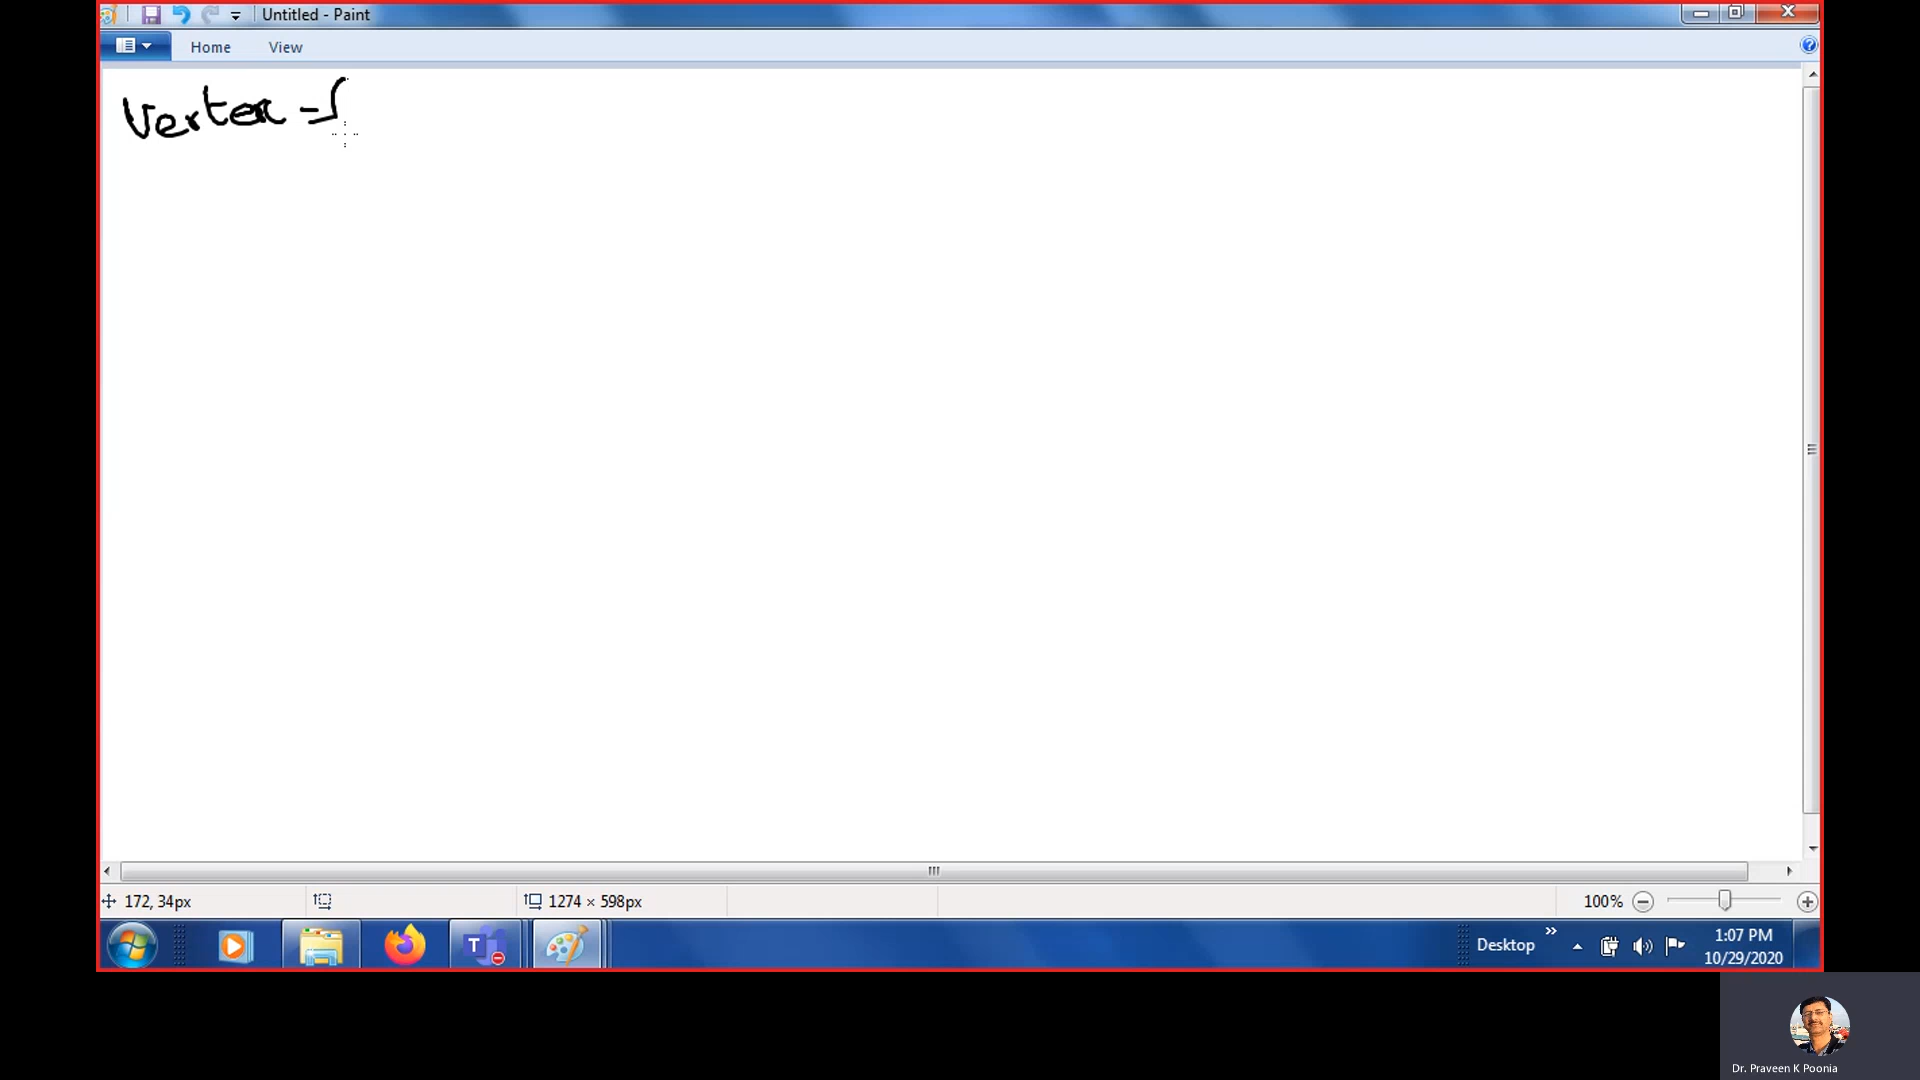 Untitled - Paint
Home View
Vertex = {
172, 34px 1274 × 598px 100%
T Desktop 1:07 PM
10/29/2020
Dr. Praveen K Poonia